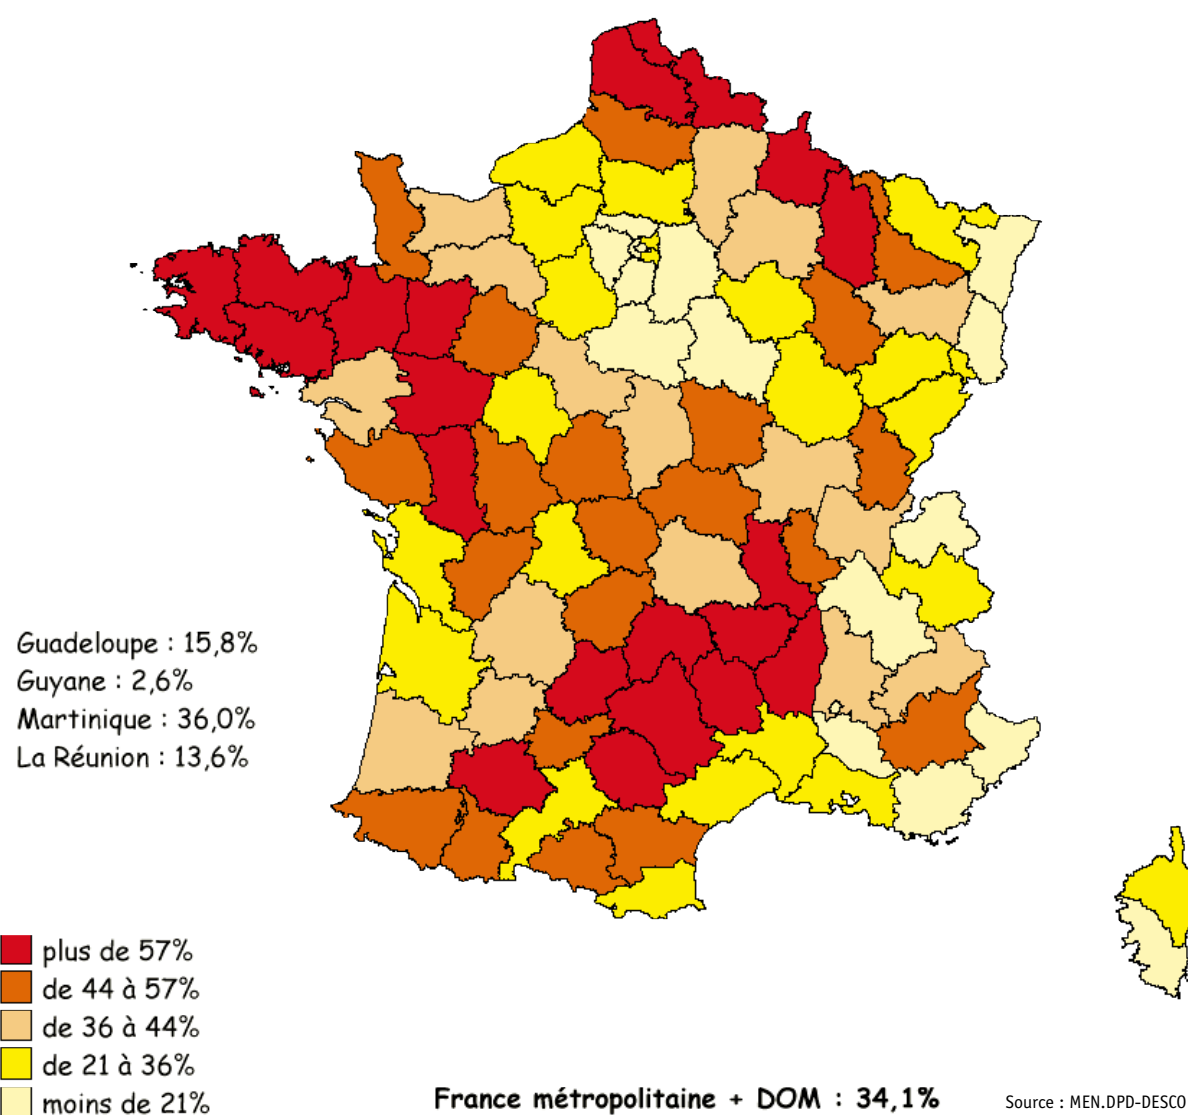 Guadeloupe : 15,8%
Guyane : 2,6%
Martinique : 36,0%
La Réunion : 13,6%
plus de 57%
de 44 à 57%
de 36 à 44%
de 21 à 36%
moins de 21%
France métropolitaine + DOM : 34,1%
Source : MEN.DPD-DESCO